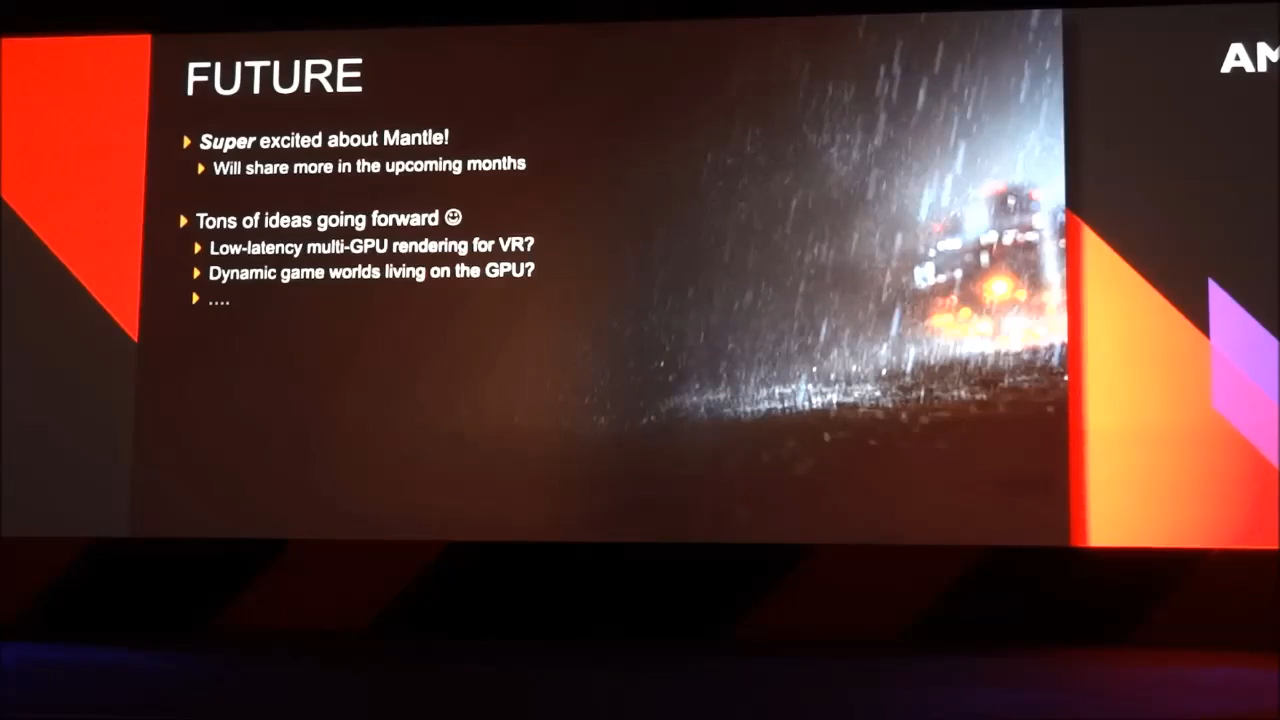 FUTURE
Super excited about Mantle!
Will share more in the upcoming months
Tons of ideas going forward ☺
Low-latency multi-GPU rendering for VR?
Dynamic game worlds living on the GPU?
....
AM